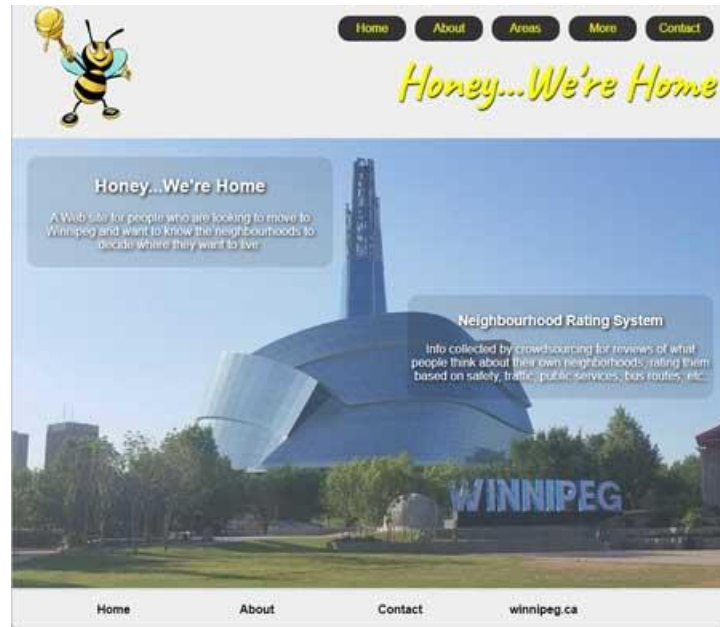 Home About Areas More Contact
Honey...We're Home
Honey...We're Home
A Web site for people who are looking to move to
Winnipeg and want to know the neighbourhoods to
decide where they want to live.
Neighbourhood Rating System
Info collected by crowdsourcing for reviews of what
people think about their own neighborhoods, rating them
based on safety, traffic, public services, bus routes, etc.
WINNIPEG
Home About Contact winnipeg.ca